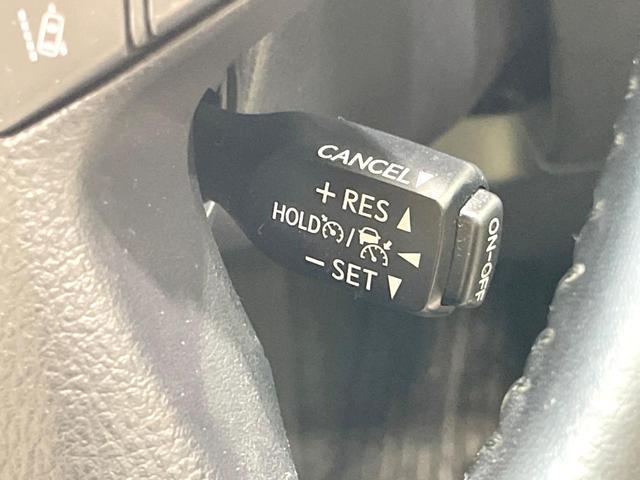 CANCEL▼
+ RES ▲
HOLD / ◀
− SET ▼
ON-OFF